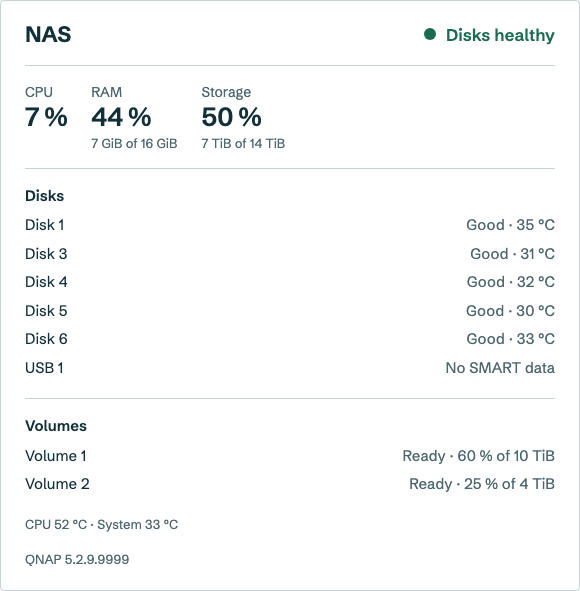 NAS
Disks healthy
CPU RAM Storage
7 % 44 % 50 %
7 GiB of 16 GiB 7 TiB of 14 TiB
Disks
Disk 1 Good · 35 °C
Disk 3 Good · 31 °C
Disk 4 Good · 32 °C
Disk 5 Good · 30 °C
Disk 6 Good · 33 °C
USB 1 No SMART data
Volumes
Volume 1 Ready · 60 % of 10 TiB
Volume 2 Ready · 25 % of 4 TiB
CPU 52 °C · System 33 °C
QNAP 5.2.9.9999